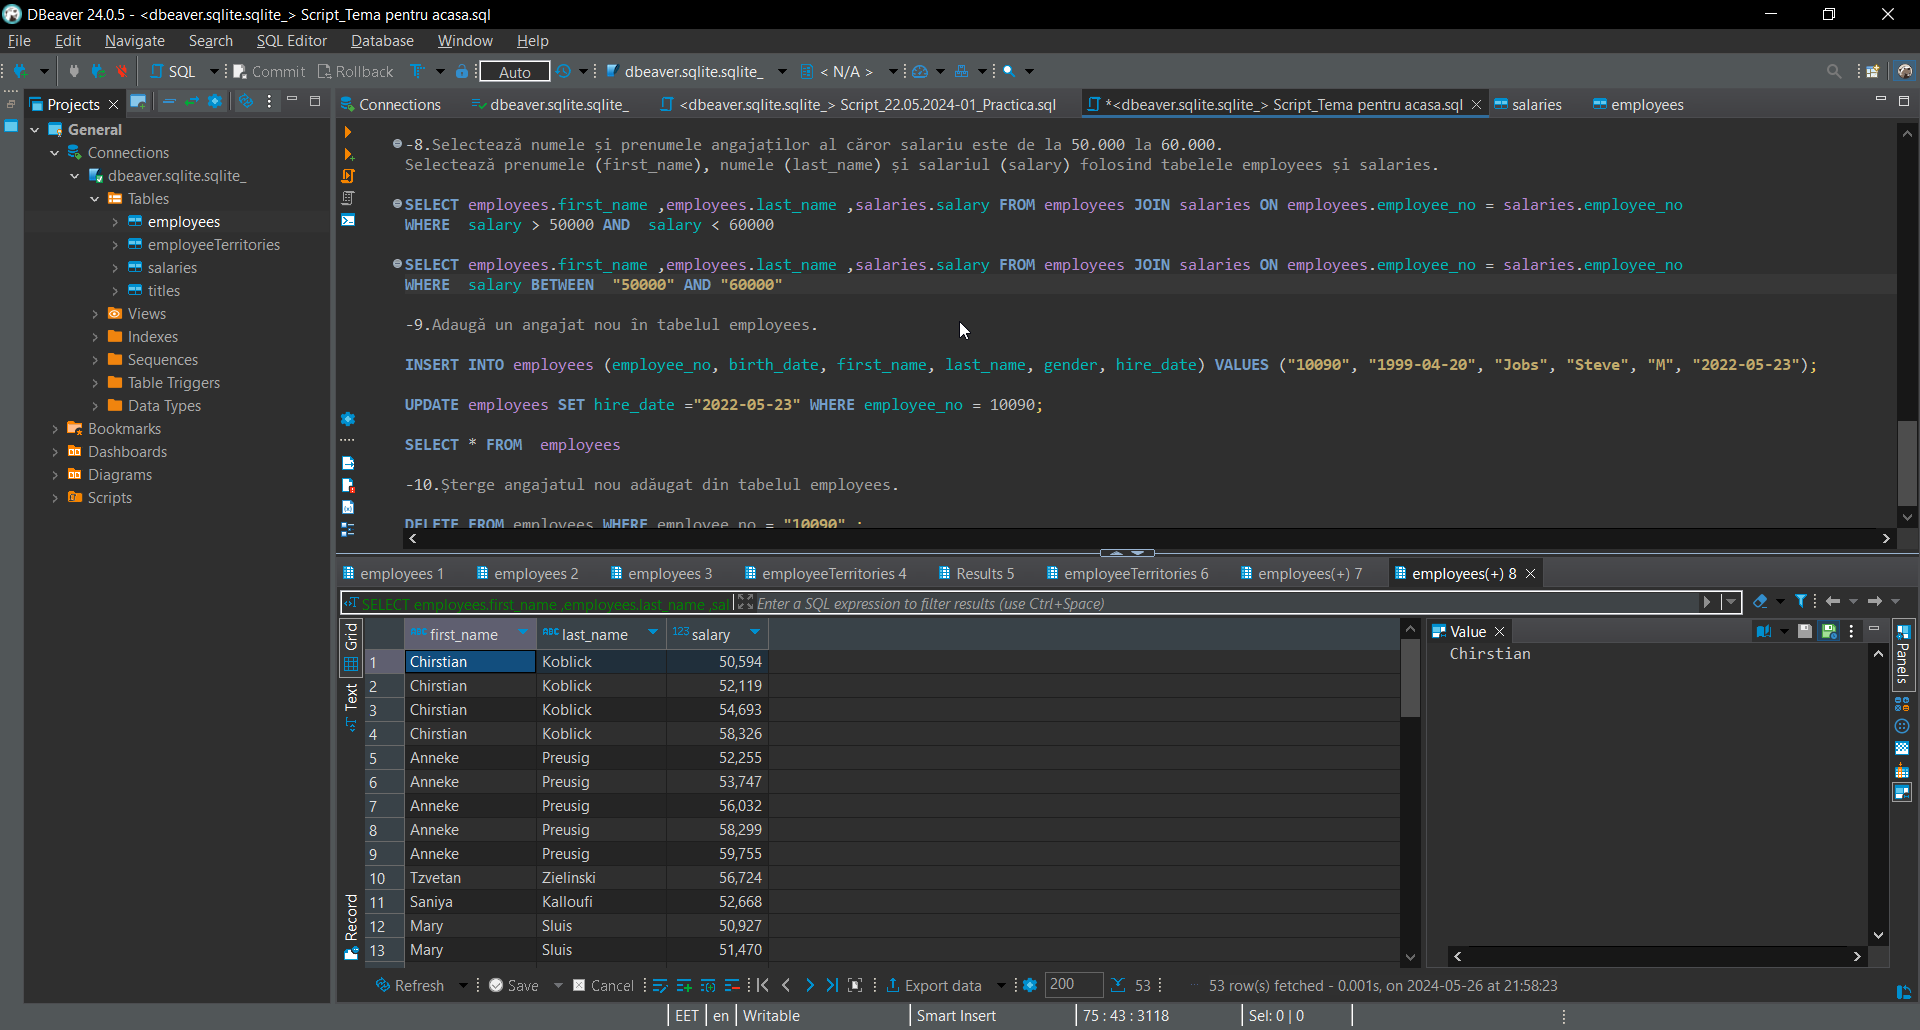 DBeaver 24.0.5 - <dbeaver.sqlite.sqlite_> Script_Tema pentru acasa.sql
File Edit Navigate Search SQL Editor Database Window Help
SQL Commit Rollback Auto dbeaver.sqlite.sqlite_ < N/A >
Projects
Connections dbeaver.sqlite.sqlite_ <dbeaver.sqlite.sqlite_> Script_22.05.2024-01_Practica.sql *<dbeaver.sqlite.sqlite_> Script_Tema pentru acasa.sql salaries employees
General
Connections
dbeaver.sqlite.sqlite_
Tables
employees
employeeTerritories
salaries
titles
Views
Indexes
Sequences
Table Triggers
Data Types
Bookmarks
Dashboards
Diagrams
Scripts
-8.Selectează numele și prenumele angajaților al căror salariu este de la 50.000 la 60.000.
Selectează prenumele (first_name), numele (last_name) și salariul (salary) folosind tabelele employees și salaries.
SELECT employees.first_name ,employees.last_name ,salaries.salary FROM employees JOIN salaries ON employees.employee_no = salaries.employee_no
WHERE salary > 50000 AND salary < 60000
SELECT employees.first_name ,employees.last_name ,salaries.salary FROM employees JOIN salaries ON employees.employee_no = salaries.employee_no
WHERE salary BETWEEN "50000" AND "60000"
-9.Adaugă un angajat nou în tabelul employees.
INSERT INTO employees (employee_no, birth_date, first_name, last_name, gender, hire_date) VALUES ("10090", "1999-04-20", "Jobs", "Steve", "M", "2022-05-23");
UPDATE employees SET hire_date ="2022-05-23" WHERE employee_no = 10090;
SELECT * FROM employees
-10.Șterge angajatul nou adăugat din tabelul employees.
DELETE FROM employees WHERE employee_no = "10090" ;
employees 1 employees 2 employees 3 employeeTerritories 4 Results 5 employeeTerritories 6 employees(+) 7 employees(+) 8
SELECT employees.first_name ,employees.last_name ,sal Enter a SQL expression to filter results (use Ctrl+Space)
Grid
Text
Record
ABC first_name ABC last_name 123 salary
1 Chirstian Koblick 50,594
2 Chirstian Koblick 52,119
3 Chirstian Koblick 54,693
4 Chirstian Koblick 58,326
5 Anneke Preusig 52,255
6 Anneke Preusig 53,747
7 Anneke Preusig 56,032
8 Anneke Preusig 58,299
9 Anneke Preusig 59,755
10 Tzvetan Zielinski 56,724
11 Saniya Kalloufi 52,668
12 Mary Sluis 50,927
13 Mary Sluis 51,470
Value
Chirstian
Panels
Refresh Save Cancel Export data 200 53 53 row(s) fetched - 0.001s, on 2024-05-26 at 21:58:23
EET en Writable Smart Insert 75 : 43 : 3118 Sel: 0 | 0